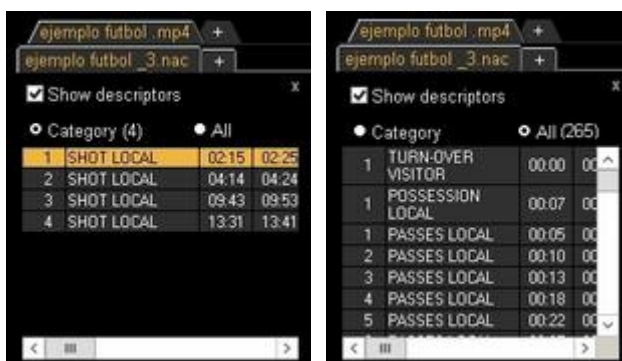 ejemplo futbol .mp4 +
ejemplo futbol _3.nac +
Show descriptors x
Category (4) All
1 SHOT LOCAL 02:15 02:25
2 SHOT LOCAL 04:14 04:24
3 SHOT LOCAL 09:43 09:53
4 SHOT LOCAL 13:31 13:41
ejemplo futbol .mp4 +
ejemplo futbol _3.nac +
Show descriptors x
Category All (265)
1 TURN-OVER VISITOR 00:00
1 POSSESSION LOCAL 00:07
1 PASSES LOCAL 00:05
2 PASSES LOCAL 00:10
3 PASSES LOCAL 00:13
4 PASSES LOCAL 00:18
5 PASSES LOCAL 00:22